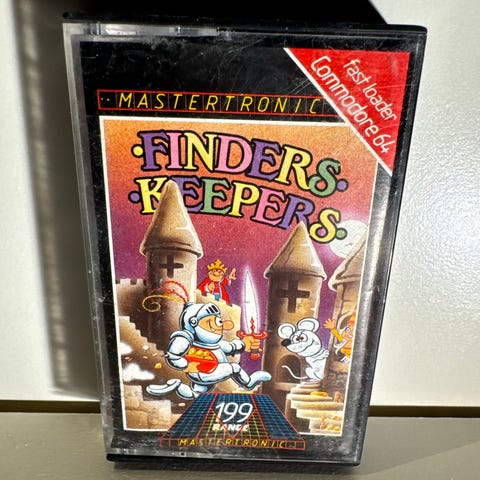 fast loader
Commodore 64
MASTERTRONIC
FINDERS
KEEPERS
199
RANGE
MASTERTRONIC